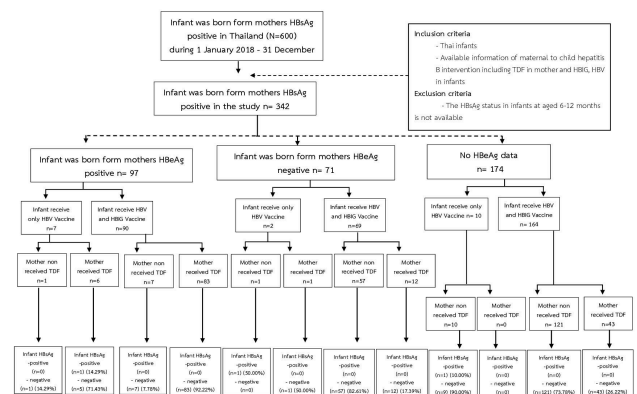 Infant was born form mothers HBsAg
positive in Thailand (N=600)
during 1 January 2018 - 31 December
Inclusion criteria
- Thai infants
- Available information of maternal to child hepatitis
B intervention including TDF in mother and HBIG, HBV
in infants
Exclusion criteria
- The HBsAg status in infants at aged 6-12 months
is not available
Infant was born form mothers HBsAg
positive in the study n= 342
Infant was born form mothers HBeAg
positive n= 97
Infant was born form mothers HBeAg
negative n= 71
No HBeAg data
n= 174
Infant receive
only HBV Vaccine
n=7
Infant receive HBV
and HBIG Vaccine
n=90
Infant receive only
HBV Vaccine
n=2
Infant receive HBV
and HBIG Vaccine
n=69
Infant receive only
HBV Vaccine n= 10
Infant receive HBV
and HBIG Vaccine
n= 164
Mother non
received TDF
n=1
Mother
received TDF
n=6
Mother non
received TDF
n=7
Mother
received TDF
n=83
Mother non
received TDF
n=1
Mother
received TDF
n=1
Mother non
received TDF
n=57
Mother
received TDF
n=12
Mother non
received TDF
n=10
Mother
received TDF
n=0
Mother non
received TDF
n= 121
Mother
received TDF
n=43
Infant HBsAg
-positive
(n=0)
- negative
(n=1) (14.29%)
Infant HBsAg
-positive
(n=1) (14.29%)
- negative
(n=5) (71.43%)
Infant HBsAg
-positive
(n=0)
- negative
(n=7) (7.78%)
Infant HBsAg
-positive
(n=0)
- negative
(n=83) (92.22%)
Infant HBsAg
-positive
(n=1) (50.00%)
- negative
(n=0)
Infant HBsAg
-positive
(n=0)
- negative
(n=1) (50.00%)
Infant HBsAg
-positive
(n=0)
- negative
(n=57) (82.61%)
Infant HBsAg
-positive
(n=0)
- negative
(n=12) (17.39%)
Infant HBsAg
-positive
(n=1) (10.00%)
- negative
(n=9) (90.00%)
Infant HBsAg
-positive
(n=0)
- negative
(n=0)
Infant HBsAg
-positive
(n=0)
- negative
(n=121) (73.78%)
Infant HBsAg
-positive
(n=0)
- negative
(n=43) (26.22%)